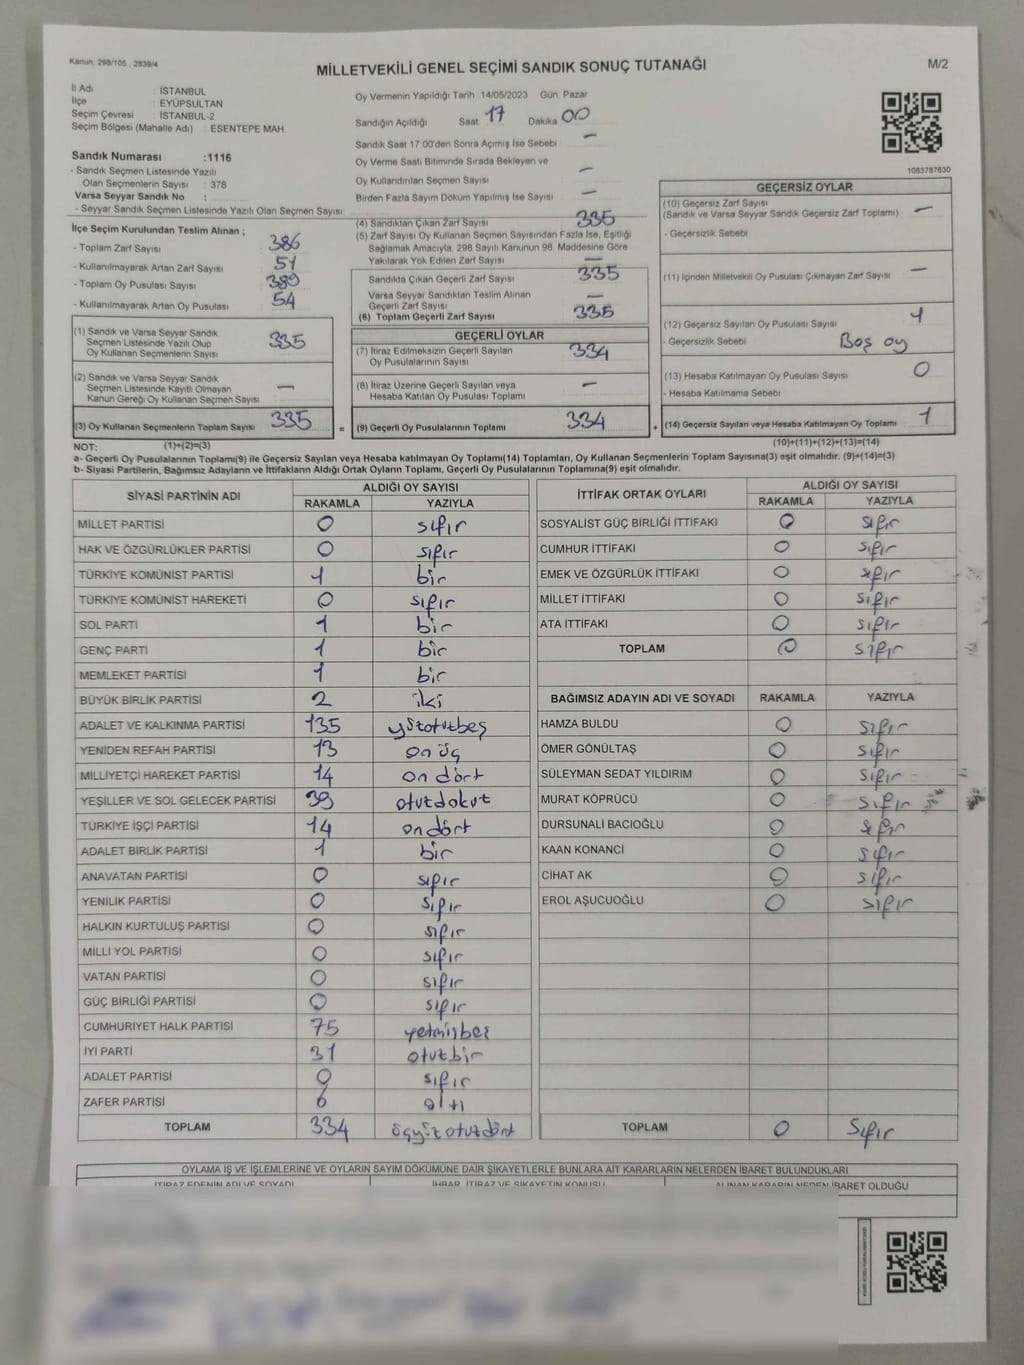 Kanun: 298/105 , 2839/4
MİLLETVEKİLİ GENEL SEÇİMİ SANDIK SONUÇ TUTANAĞI
M/2
İl Adı : İSTANBUL
İlçe : EYÜPSULTAN
Seçim Çevresi : İSTANBUL-2
Seçim Bölgesi (Mahalle Adı) : ESENTEPE MAH.
Sandık Numarası :1116
- Sandık Seçmen Listesinde Yazılı
Olan Seçmenlerin Sayısı : 378
Varsa Seyyar Sandık No :
- Seyyar Sandık Seçmen Listesinde Yazılı Olan Seçmen Sayısı:
İlçe Seçim Kurulundan Teslim Alınan ;
- Toplam Zarf Sayısı 386
- Kullanılmayarak Artan Zarf Sayısı 51
- Toplam Oy Pusulası Sayısı 389
- Kullanılmayarak Artan Oy Pusulası 54
(1) Sandık ve Varsa Seyyar Sandık
Seçmen Listesinde Yazılı Olup
Oy Kullanan Seçmenlerin Sayısı 335
(2) Sandık ve Varsa Seyyar Sandık
Seçmen Listesinde Kayıtlı Olmayan
Kanun Gereği Oy Kullanan Seçmen Sayısı —
(3) Oy Kullanan Seçmenlerin Toplam Sayısı 335 =
Oy Vermenin Yapıldığı Tarih 14/05/2023 Gün: Pazar
Sandığın Açıldığı Saat 17 Dakika 00
Sandık Saat 17:00'den Sonra Açımış İse Sebebi —
Oy Verme Saati Bitiminde Sırada Bekleyen ve
Oy Kullandırılan Seçmen Sayısı —
Birden Fazla Sayım Döküm Yapılmış İse Sayısı —
(4) Sandıktan Çıkan Zarf Sayısı 335
(5) Zarf Sayısı Oy Kullanan Seçmen Sayısından Fazla İse, Eşitliği
Sağlamak Amacıyla, 298 Sayılı Kanunun 98. Maddesine Göre
Yakılarak Yok Edilen Zarf Sayısı —
Sandıkta Çıkan Geçerli Zarf Sayısı 335
Varsa Seyyar Sandıktan Teslim Alınan
Geçerli Zarf Sayısı —
(6) Toplam Geçerli Zarf Sayısı 335
GEÇERLİ OYLAR
(7) İtiraz Edilmeksizin Geçerli Sayılan
Oy Pusulalarının Sayısı 334
(8) İtiraz Üzerine Geçerli Sayılan veya
Hesaba Katılan Oy Pusulası Toplamı —
(9) Geçerli Oy Pusulalarının Toplamı 334 +
1083787630
GEÇERSİZ OYLAR
(10) Geçersiz Zarf Sayısı
(Sandık ve Varsa Seyyar Sandık Geçersiz Zarf Toplamı) —
- Geçersizlik Sebebi
(11) İçinden Milletvekili Oy Pusulası Çıkmayan Zarf Sayısı —
(12) Geçersiz Sayılan Oy Pusulası Sayısı 1
- Geçersizlik Sebebi Boş oy
(13) Hesaba Katılmayan Oy Pusulası Sayısı 0
- Hesaba Katılmama Sebebi
(14) Geçersiz Sayılan veya Hesaba Katılmayan Oy Toplamı 1
NOT: (1)+(2)=(3) (10)+(11)+(12)+(13)=(14)
a- Geçerli Oy Pusulalarının Toplamı(9) ile Geçersiz Sayılan veya Hesaba katılmayan Oy Toplamı(14) Toplamları, Oy Kullanan Seçmenlerin Toplam Sayısına(3) eşit olmalıdır. (9)+(14)=(3)
b- Siyasi Partilerin, Bağımsız Adayların ve İttifakların Aldığı Ortak Oyların Toplamı, Geçerli Oy Pusulalarının Toplamına(9) eşit olmalıdır.
SİYASİ PARTİNİN ADI ALDIĞI OY SAYISI
RAKAMLA YAZIYLA
MİLLET PARTİSİ 0 sıfır
HAK VE ÖZGÜRLÜKLER PARTİSİ 0 sıfır
TÜRKİYE KOMÜNİST PARTİSİ 1 bir
TÜRKİYE KOMÜNİST HAREKETİ 0 sıfır
SOL PARTİ 1 bir
GENÇ PARTİ 1 bir
MEMLEKET PARTİSİ 1 bir
BÜYÜK BİRLİK PARTİSİ 2 iki
ADALET VE KALKINMA PARTİSİ 135 yüzotuzbeş
YENİDEN REFAH PARTİSİ 13 on üç
MİLLİYETÇİ HAREKET PARTİSİ 14 on dört
YEŞİLLER VE SOL GELECEK PARTİSİ 39 otuzdokuz
TÜRKİYE İŞÇİ PARTİSİ 14 on dört
ADALET BİRLİK PARTİSİ 1 bir
ANAVATAN PARTİSİ 0 sıfır
YENİLİK PARTİSİ 0 sıfır
HALKIN KURTULUŞ PARTİSİ 0 sıfır
MİLLİ YOL PARTİSİ 0 sıfır
VATAN PARTİSİ 0 sıfır
GÜÇ BİRLİĞİ PARTİSİ 0 sıfır
CUMHURİYET HALK PARTİSİ 75 yetmişbeş
İYİ PARTİ 31 otuzbir
ADALET PARTİSİ 0 sıfır
ZAFER PARTİSİ 6 altı
TOPLAM 334 üçyüzotuzdört
İTTİFAK ORTAK OYLARI ALDIĞI OY SAYISI
RAKAMLA YAZIYLA
SOSYALİST GÜÇ BİRLİĞİ İTTİFAKI 0 sıfır
CUMHUR İTTİFAKI 0 sıfır
EMEK VE ÖZGÜRLÜK İTTİFAKI 0 sıfır
MİLLET İTTİFAKI 0 sıfır
ATA İTTİFAKI 0 sıfır
TOPLAM 0 sıfır
BAĞIMSIZ ADAYIN ADI VE SOYADI RAKAMLA YAZIYLA
HAMZA BULDU 0 sıfır
ÖMER GÖNÜLTAŞ 0 sıfır
SÜLEYMAN SEDAT YILDIRIM 0 sıfır
MURAT KÖPRÜCÜ 0 sıfır
DURSUNALİ BACIOĞLU 0 sıfır
KAAN KONANCİ 0 sıfır
CİHAT AK 0 sıfır
EROL AŞUCUOĞLU 0 sıfır
TOPLAM 0 Sıfır
OYLAMA İŞ VE İŞLEMLERİNE VE OYLARIN SAYIM DÖKÜMÜNE DAİR ŞİKAYETLERLE BUNLARA AİT KARARLARIN NELERDEN İBARET BULUNDUKLARI
İTİRAZ EDENİN ADI VE SOYADI İHBAR, İTİRAZ VE ŞİKAYETİN KONUSU ALINAN KARARIN NEDEN İBARET OLDUĞU